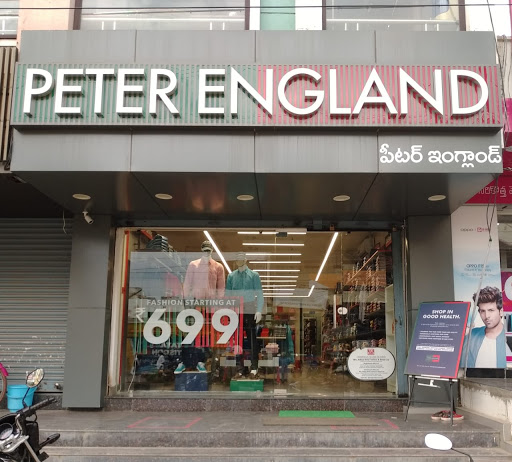 PETER ENGLAND
పీటర్ ఇంగ్లాండ్
FASHION STARTING AT
₹699
SHOP IN
GOOD HEALTH.